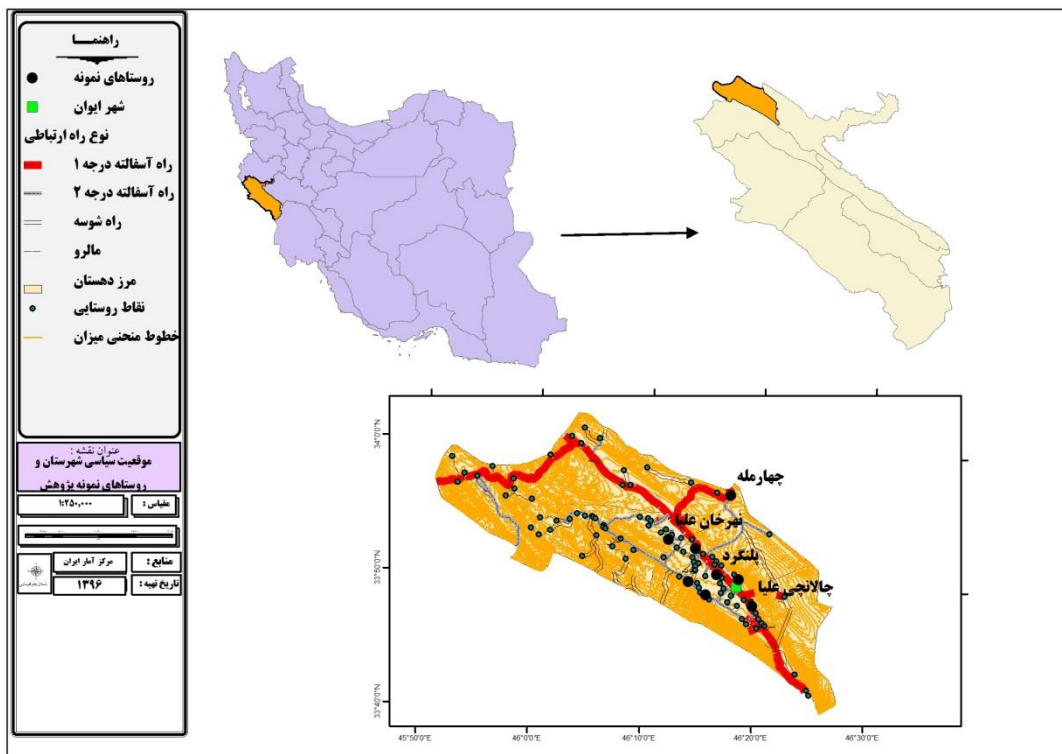 راهنمــا
روستاهای نمونه
شهر ایوان
نوع راه ارتباطی
راه آسفالته درجه ۱
راه آسفالته درجه ۲
راه شوسه
مالرو
مرز دهستان
نقاط روستایی
خطوط منحنی میزان
عنوان نقشه :
موقعیت سیاسی شهرستان و
روستاهای نمونه پژوهش
مقیاس : ۱:۲۵۰,۰۰۰
منابع : مرکز آمار ایران
تاریخ تهیه : ۱۳۹۶
34°0'0"N
33°50'0"N
33°40'0"N
چهارمله
نهرخان علیا
پلنگرد
چالانچی علیا
45°50'0"E
46°0'0"E
46°10'0"E
46°20'0"E
46°30'0"E